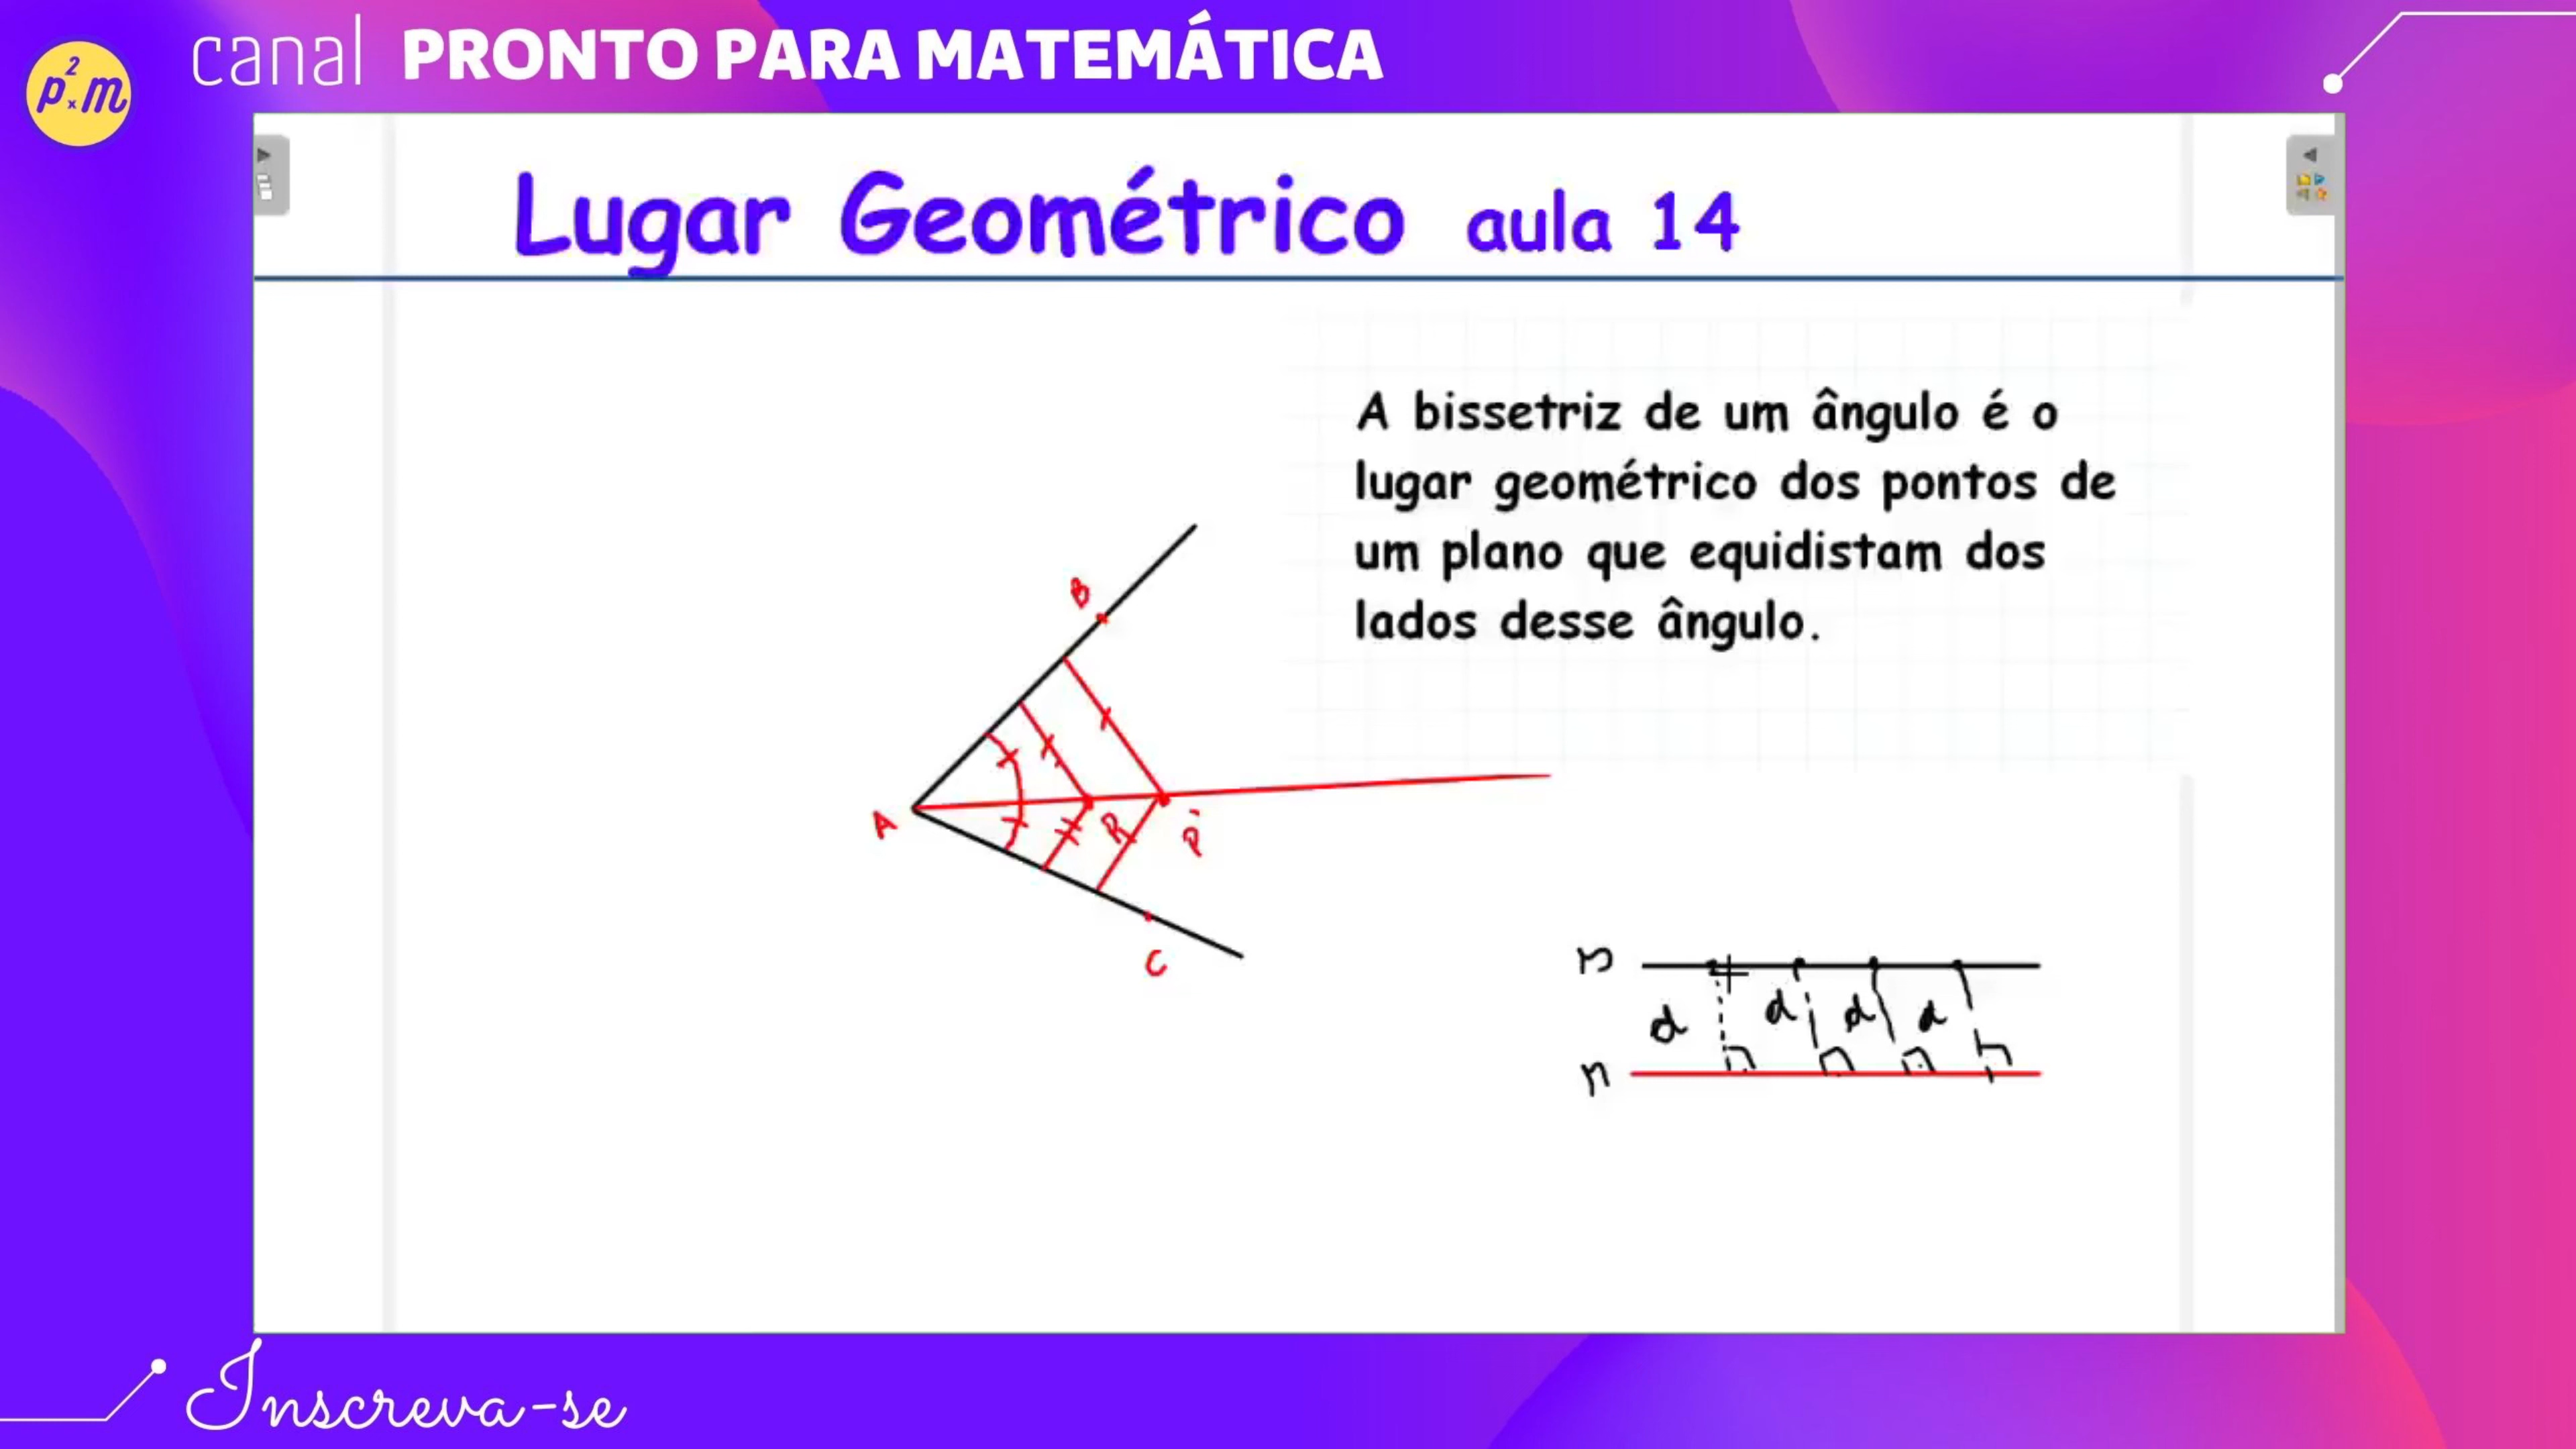 p²xm
canal PRONTO PARA MATEMÁTICA
Lugar Geométrico aula 14
A bissetriz de um ângulo é o
lugar geométrico dos pontos de
um plano que equidistam dos
lados desse ângulo.
B
A
R
P
C
d d d d
Inscreva-se